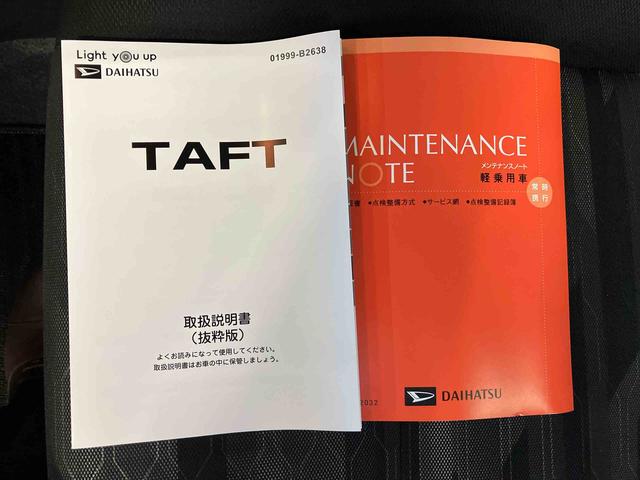 Light you up
DAIHATSU
01999-B2638
TAFT
取扱説明書
(抜粋版)
よくお読みになって使用してください。
取扱説明書はお車の中に保管しましょう。
MAINTENANCE
NOTE
メンテナンスノート
軽乗用車
常時
携行
●点検整備方式 ●サービス網 ●点検整備記録簿
DAIHATSU
2032